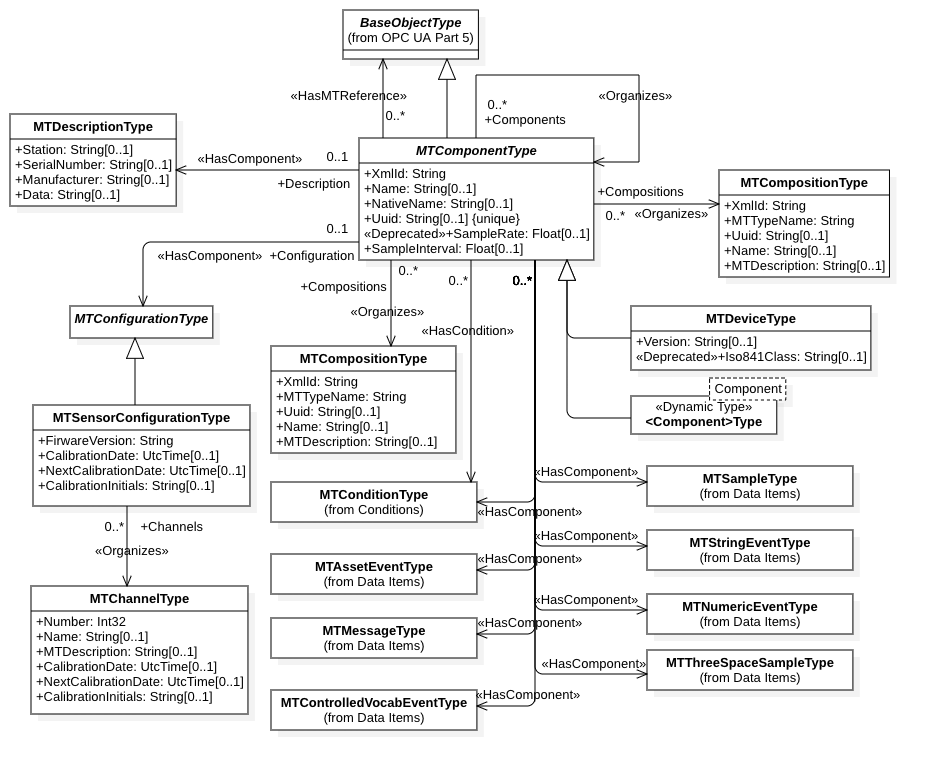 BaseObjectType
(from OPC UA Part 5)
«HasMTReference»
0..*
0..*
+Components
«Organizes»
MTDescriptionType
+Station: String[0..1]
+SerialNumber: String[0..1]
+Manufacturer: String[0..1]
+Data: String[0..1]
«HasComponent»
0..1
+Description
MTComponentType
+XmlId: String
+Name: String[0..1]
+NativeName: String[0..1]
+Uuid: String[0..1] {unique}
«Deprecated»+SampleRate: Float[0..1]
+SampleInterval: Float[0..1]
+Compositions
0..*
«Organizes»
MTCompositionType
+XmlId: String
+MTTypeName: String
+Uuid: String[0..1]
+Name: String[0..1]
+MTDescription: String[0..1]
0..1
«HasComponent»
+Configuration
0..*
+Compositions
«Organizes»
0..*
«HasCondition»
0..*
MTConfigurationType
MTDeviceType
+Version: String[0..1]
«Deprecated»+Iso841Class: String[0..1]
MTCompositionType
+XmlId: String
+MTTypeName: String
+Uuid: String[0..1]
+Name: String[0..1]
+MTDescription: String[0..1]
Component
«Dynamic Type»
<Component>Type
MTSensorConfigurationType
+FirwareVersion: String
+CalibrationDate: UtcTime[0..1]
+NextCalibrationDate: UtcTime[0..1]
+CalibrationInitials: String[0..1]
0..*
+Channels
«Organizes»
MTConditionType
(from Conditions)
«HasComponent»
«HasComponent»
MTSampleType
(from Data Items)
«HasComponent»
MTStringEventType
(from Data Items)
MTAssetEventType
(from Data Items)
«HasComponent»
MTChannelType
+Number: Int32
+Name: String[0..1]
+MTDescription: String[0..1]
+CalibrationDate: UtcTime[0..1]
+NextCalibrationDate: UtcTime[0..1]
+CalibrationInitials: String[0..1]
«HasComponent»
MTNumericEventType
(from Data Items)
MTMessageType
(from Data Items)
«HasComponent»
«HasComponent»
MTThreeSpaceSampleType
(from Data Items)
MTControlledVocabEventType
(from Data Items)
«HasComponent»